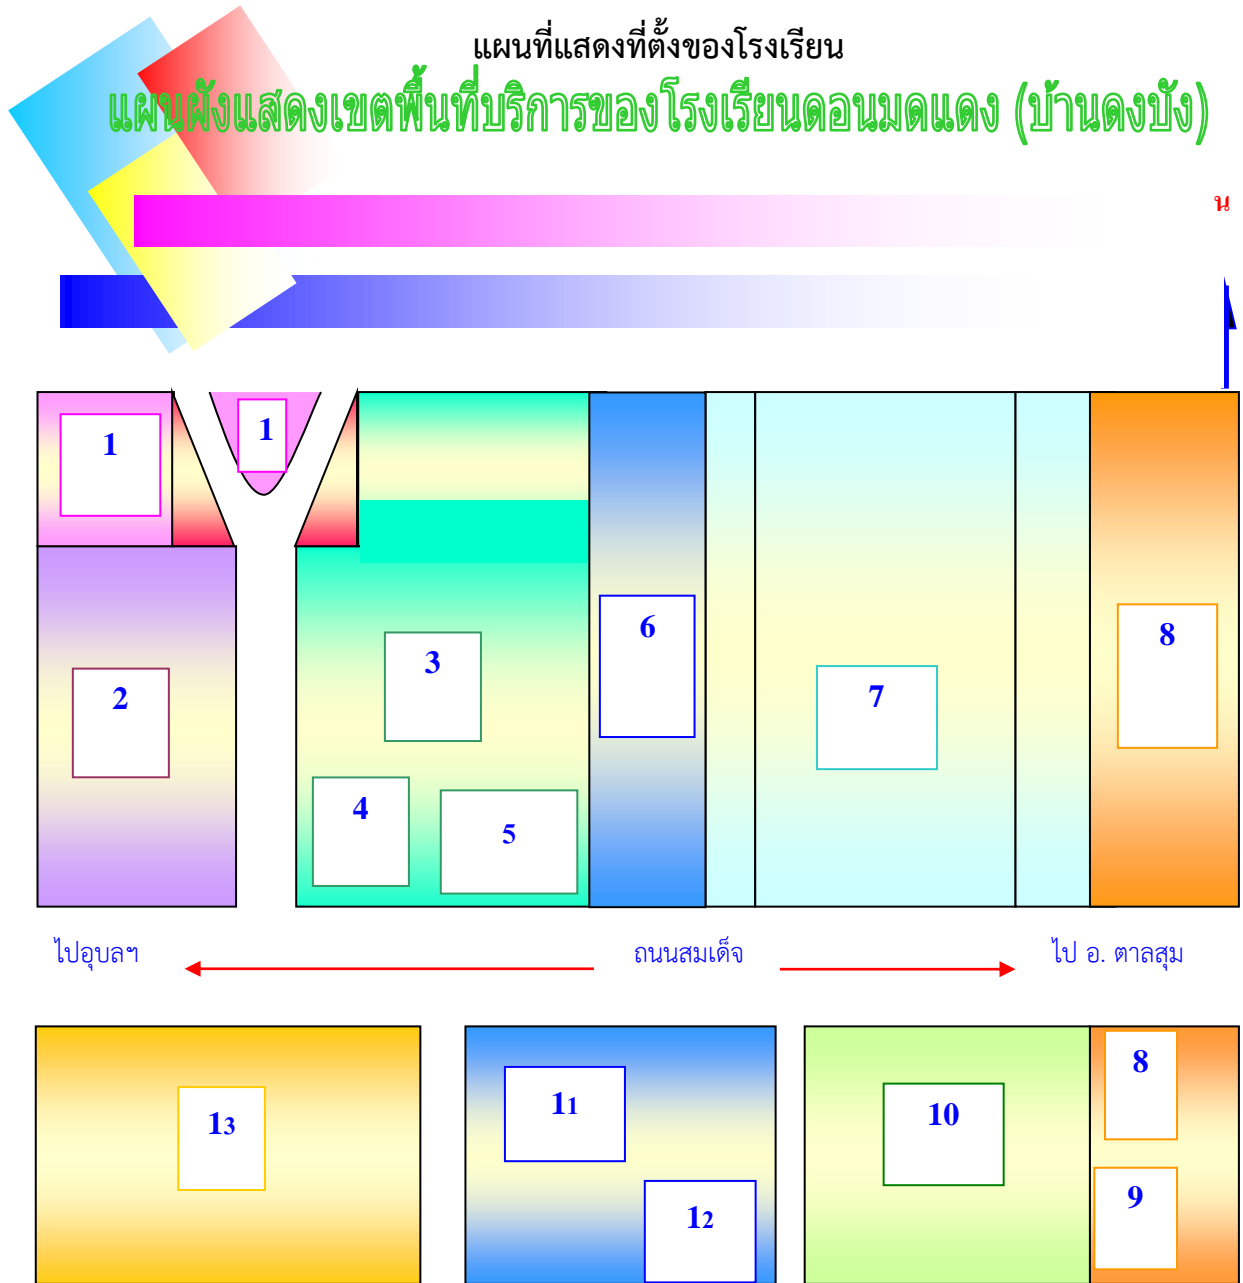 แผนที่แสดงที่ตั้งของโรงเรียน
แผนผังแสดงเขตพื้นที่บริการของโรงเรียนดอนมดแดง (บ้านดงบัง)
น
1
1
2
3
4
5
6
7
8
ไปอุบลฯ
ถนนสมเด็จ
ไป อ. ตาลสุม
13
11
12
10
8
9